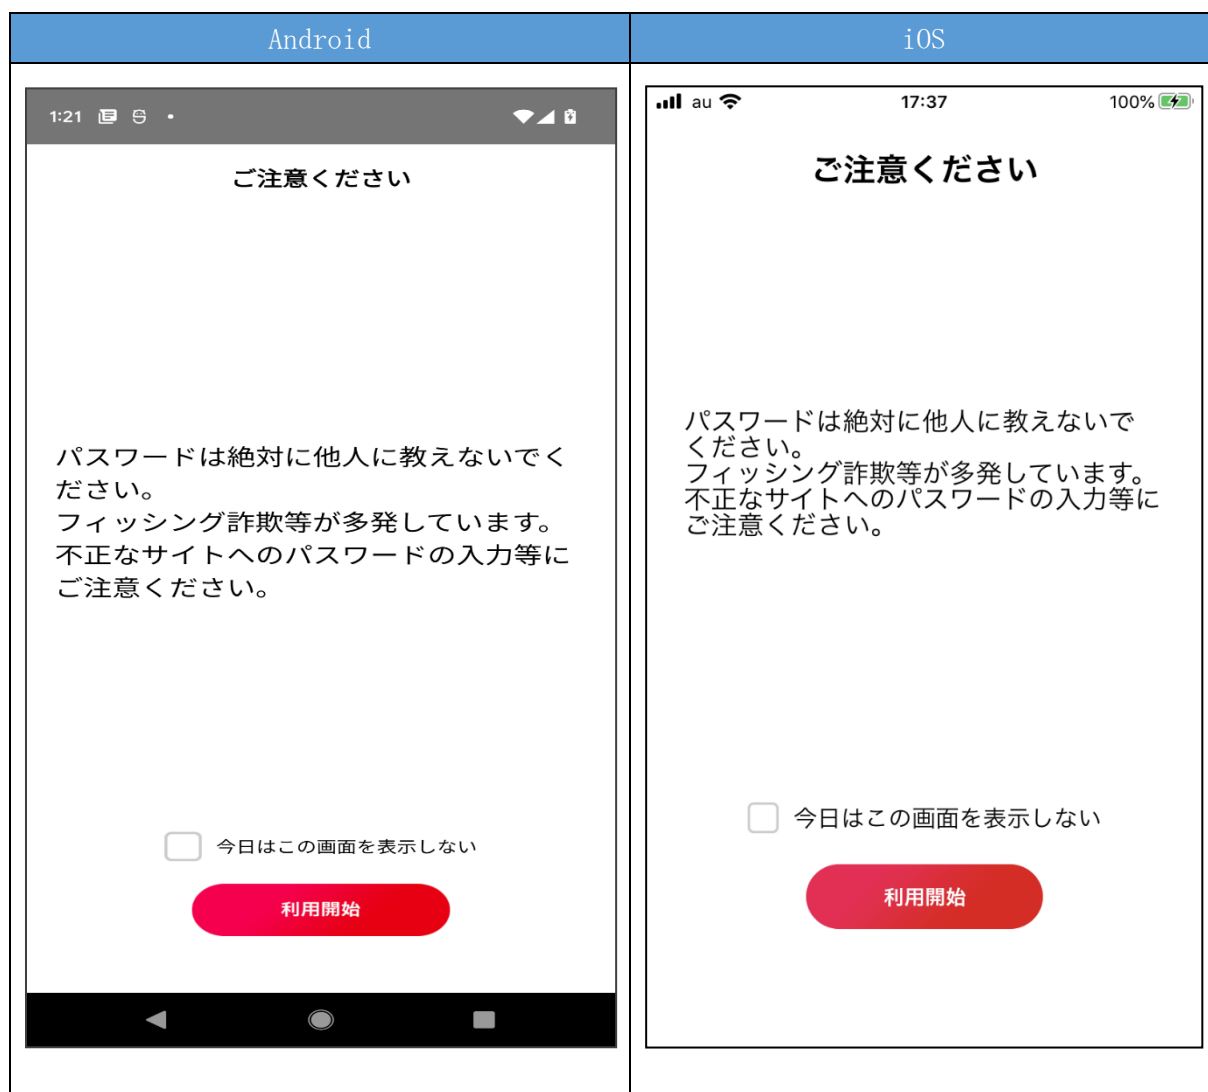 Android
iOS
1:21
ご注意ください
パスワードは絶対に他人に教えないでく
ださい。
フィッシング詐欺等が多発しています。
不正なサイトへのパスワードの入力等に
ご注意ください。
今日はこの画面を表示しない
利用開始
au 17:37 100%
ご注意ください
パスワードは絶対に他人に教えないで
ください。
フィッシング詐欺等が多発しています。
不正なサイトへのパスワードの入力等に
ご注意ください。
今日はこの画面を表示しない
利用開始